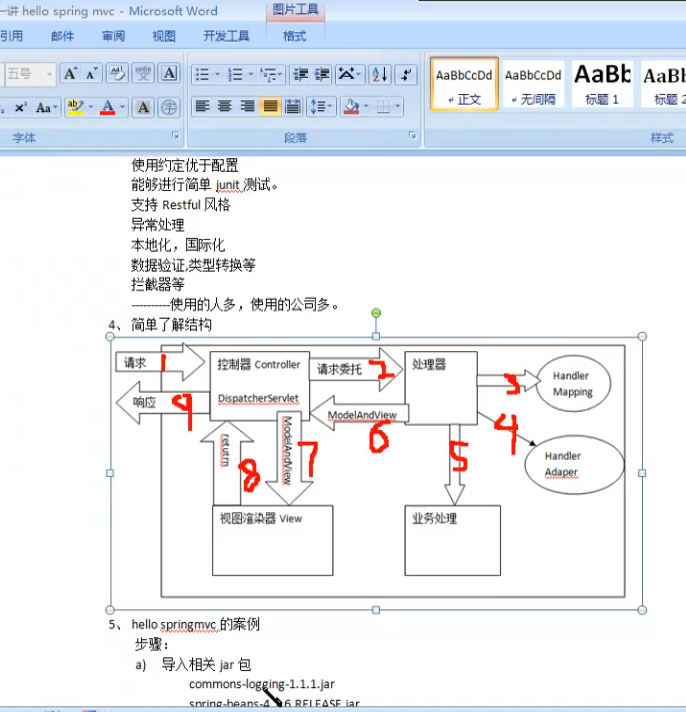 一讲 hello spring mvc - Microsoft Word
图片工具
引用 邮件 审阅 视图 开发工具 格式
五号
AaBbCcDd AaBbCcDd AaBb AaBb
正文 无间隔 标题 1 标题 2
字体 段落 样式
使用约定优于配置
能够进行简单 junit 测试。
支持 Restful 风格
异常处理
本地化，国际化
数据验证,类型转换等
拦截器等
----------使用的人多，使用的公司多。
4、 简单了解结构
请求 1
控制器 Controller
DispatcherServlet
请求委托 2
处理器
3
Handler
Mapping
响应 9
ModelAndView
6
4
retutrn
8
ModelAndView
7
5
Handler
Adaper
视图渲染器 View
业务处理
5、 hello springmvc 的案例
步骤：
a) 导入相关 jar 包
commons-logging-1.1.1.jar
spring-beans-4 6.RELEASE.jar